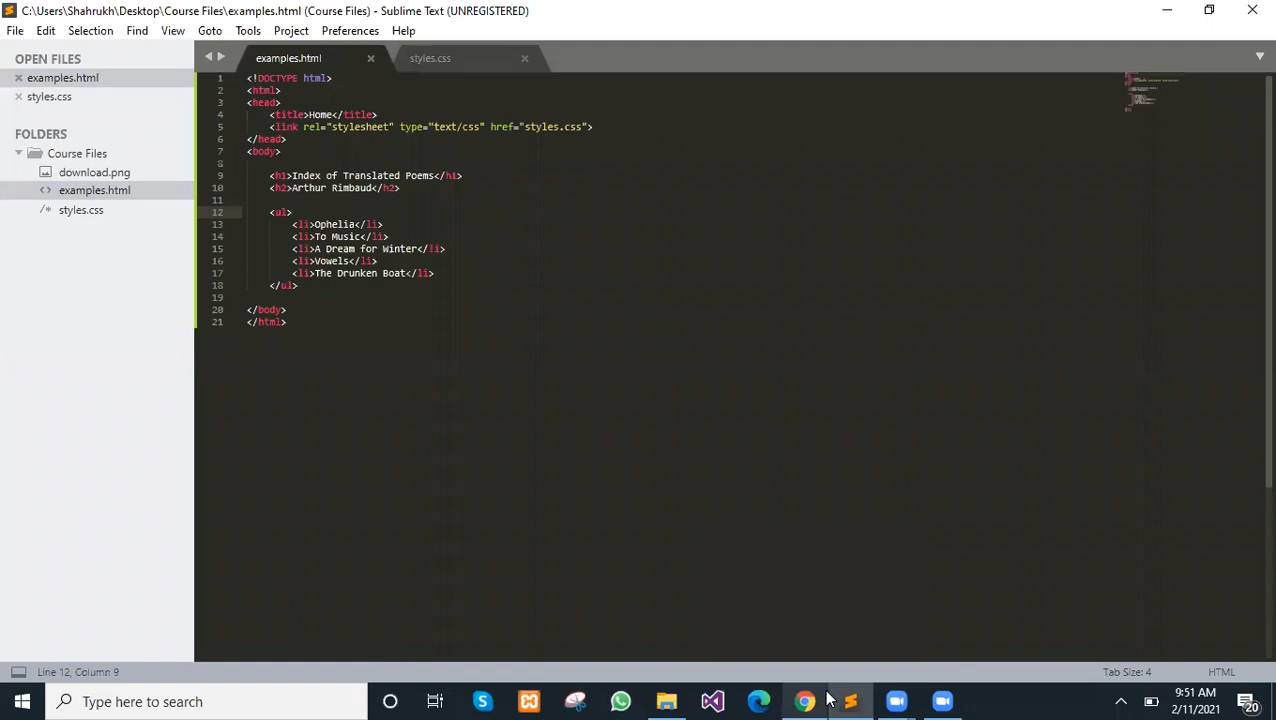 C:\Users\Shahrukh\Desktop\Course Files\examples.html (Course Files) - Sublime Text (UNREGISTERED)
File Edit Selection Find View Goto Tools Project Preferences Help
OPEN FILES
examples.html
styles.css
FOLDERS
Course Files
download.png
examples.html
styles.css
examples.html
styles.css
1 <!DOCTYPE html>
2 <html>
3 <head>
4 <title>Home</title>
5 <link rel="stylesheet" type="text/css" href="styles.css">
6 </head>
7 <body>
8
9 <h1>Index of Translated Poems</h1>
10 <h2>Arthur Rimbaud</h2>
11
12 <ul>
13 <li>Ophelia</li>
14 <li>To Music</li>
15 <li>A Dream for Winter</li>
16 <li>Vowels</li>
17 <li>The Drunken Boat</li>
18 </ul>
19
20 </body>
21 </html>
Line 12, Column 9
Tab Size: 4
HTML
Type here to search
9:51 AM
2/11/2021
20